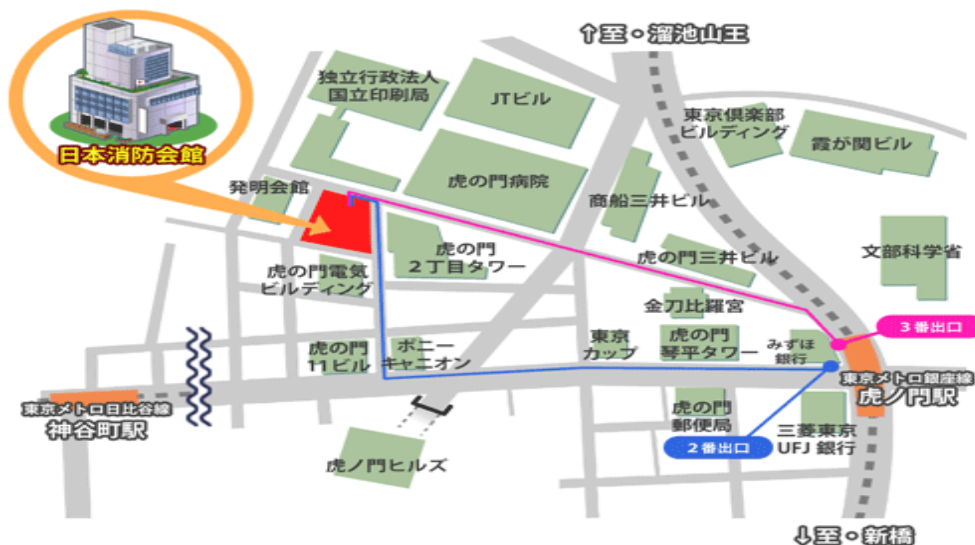 ↑至・溜池山王
独立行政法人
国立印刷局
JTビル
東京倶楽部
ビルディング
霞が関ビル
日本消防会館
発明会館
虎の門病院
商船三井ビル
虎の門
2丁目タワー
虎の門三井ビル
文部科学省
虎の門電気
ビルディング
金刀比羅宮
3番出口
虎の門
11ビル
ポニー
キャニオン
東京
カップ
虎の門
琴平タワー
みずほ
銀行
東京メトロ銀座線
虎ノ門駅
東京メトロ日比谷線
神谷町駅
虎の門
郵便局
2番出口
三菱東京
UFJ 銀行
虎ノ門ヒルズ
↓至・新橋